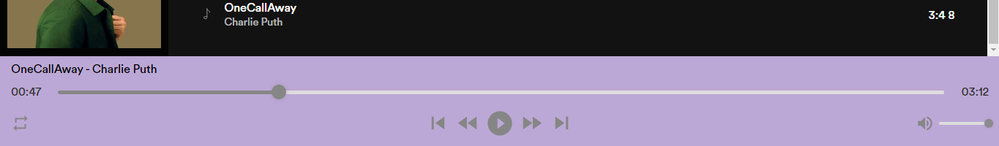 OneCallAway
Charlie Puth
3:4 8
OneCallAway - Charlie Puth
00:47
03:12